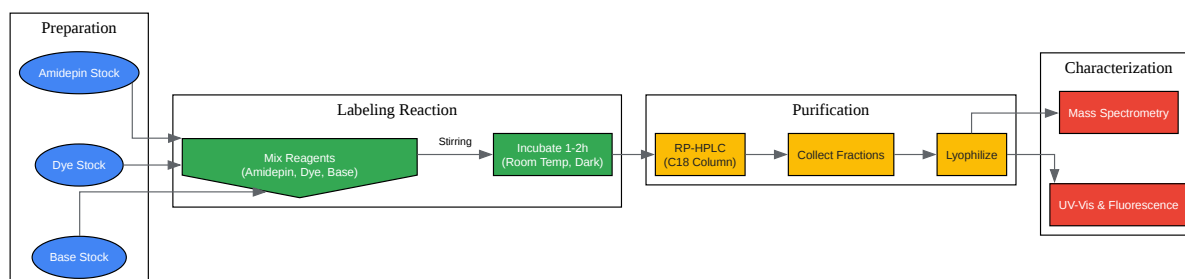 Preparation
Amidepin Stock
Dye Stock
Base Stock
Labeling Reaction
Mix Reagents
(Amidepin, Dye, Base)
Stirring
Incubate 1-2h
(Room Temp, Dark)
Purification
RP-HPLC
(C18 Column)
Collect Fractions
Lyophilize
Characterization
Mass Spectrometry
UV-Vis & Fluorescence